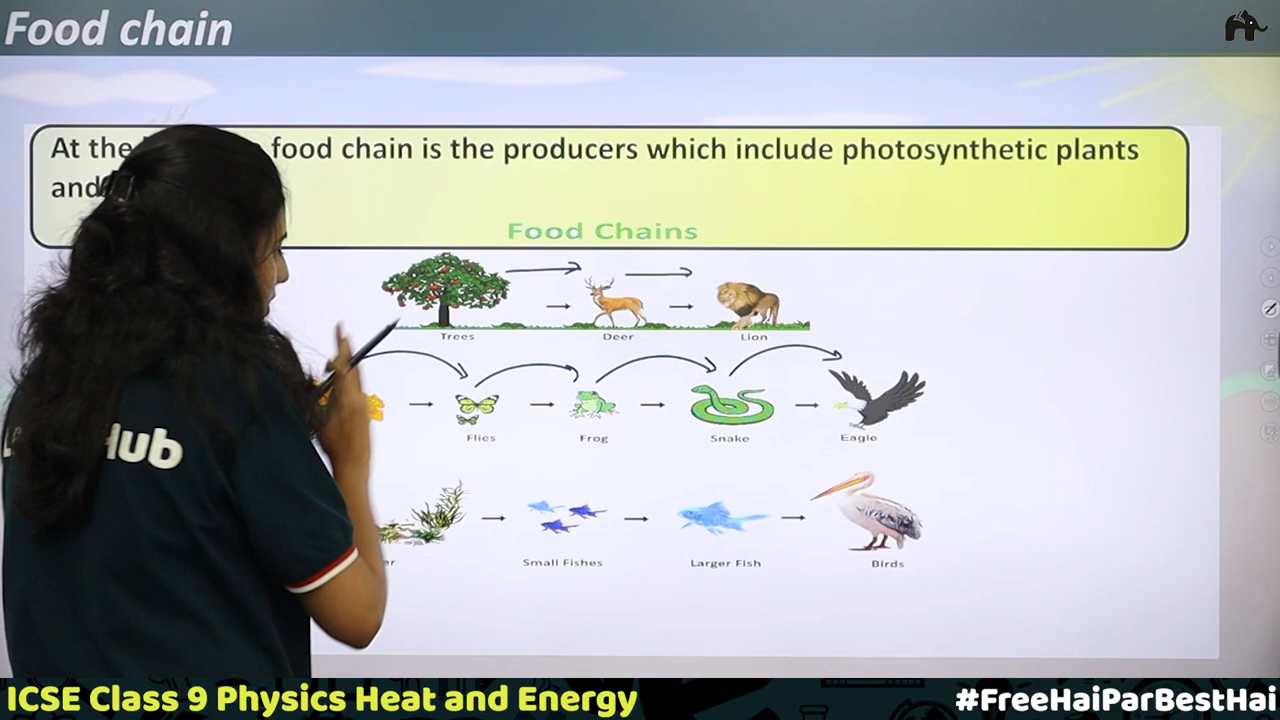 Food chain
At the food chain is the producers which include photosynthetic plants
and
Food Chains
Trees Deer Lion
Flies Frog Snake Eagle
Small Fishes Larger Fish Birds
Hub
ICSE Class 9 Physics Heat and Energy #FreeHaiParBestHai